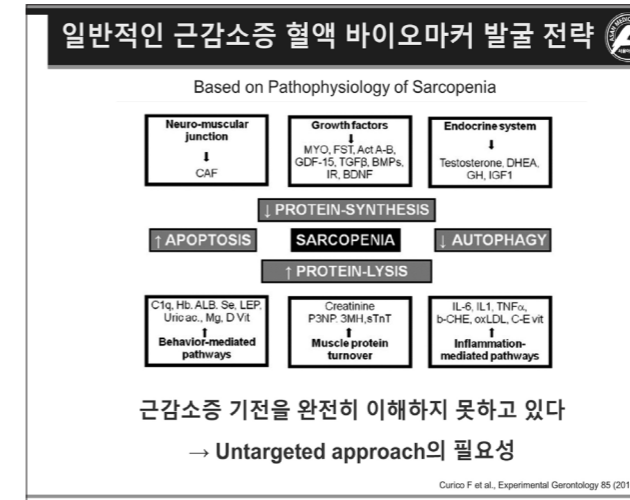 일반적인 근감소증 혈액 바이오마커 발굴 전략
Based on Pathophysiology of Sarcopenia
Neuro-muscular
junction
↓
CAF
Growth factors
↓
MYO, FST, Act A-B,
GDF-15, TGFβ, BMPs,
IR, BDNF
Endocrine system
↓
Testosterone, DHEA,
GH, IGF1
↓ PROTEIN-SYNTHESIS
↑ APOPTOSIS
SARCOPENIA
↓ AUTOPHAGY
↑ PROTEIN-LYSIS
C1q, Hb. ALB. Se, LEP,
Uric ac., Mg, D Vit
↑
Behavior-mediated
pathways
Creatinine
P3NP. 3MH,sTnT
↑
Muscle protein
turnover
IL-6, IL1, TNFα,
b-CHE, oxLDL, C-E vit
↑
Inflammation-
mediated pathways
근감소증 기전을 완전히 이해하지 못하고 있다
→ Untargeted approach의 필요성
Curico F et al., Experimental Gerontology 85 (201